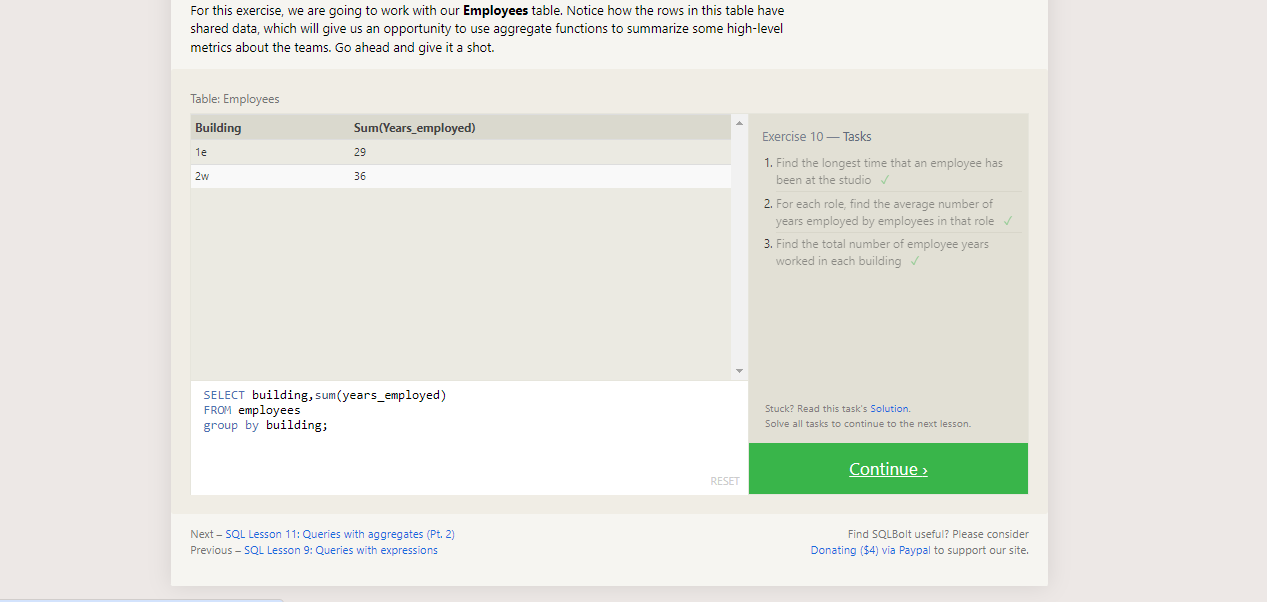 For this exercise, we are going to work with our Employees table. Notice how the rows in this table have
shared data, which will give us an opportunity to use aggregate functions to summarize some high-level
metrics about the teams. Go ahead and give it a shot.
Table: Employees
Building Sum(Years_employed)
1e 29
2w 36
SELECT building,sum(years_employed)
FROM employees
group by building;
RESET
Exercise 10 — Tasks
1. Find the longest time that an employee has
been at the studio ✓
2. For each role, find the average number of
years employed by employees in that role ✓
3. Find the total number of employee years
worked in each building ✓
Stuck? Read this task's Solution.
Solve all tasks to continue to the next lesson.
Continue ›
Next – SQL Lesson 11: Queries with aggregates (Pt. 2)
Previous – SQL Lesson 9: Queries with expressions
Find SQLBolt useful? Please consider
Donating ($4) via Paypal to support our site.